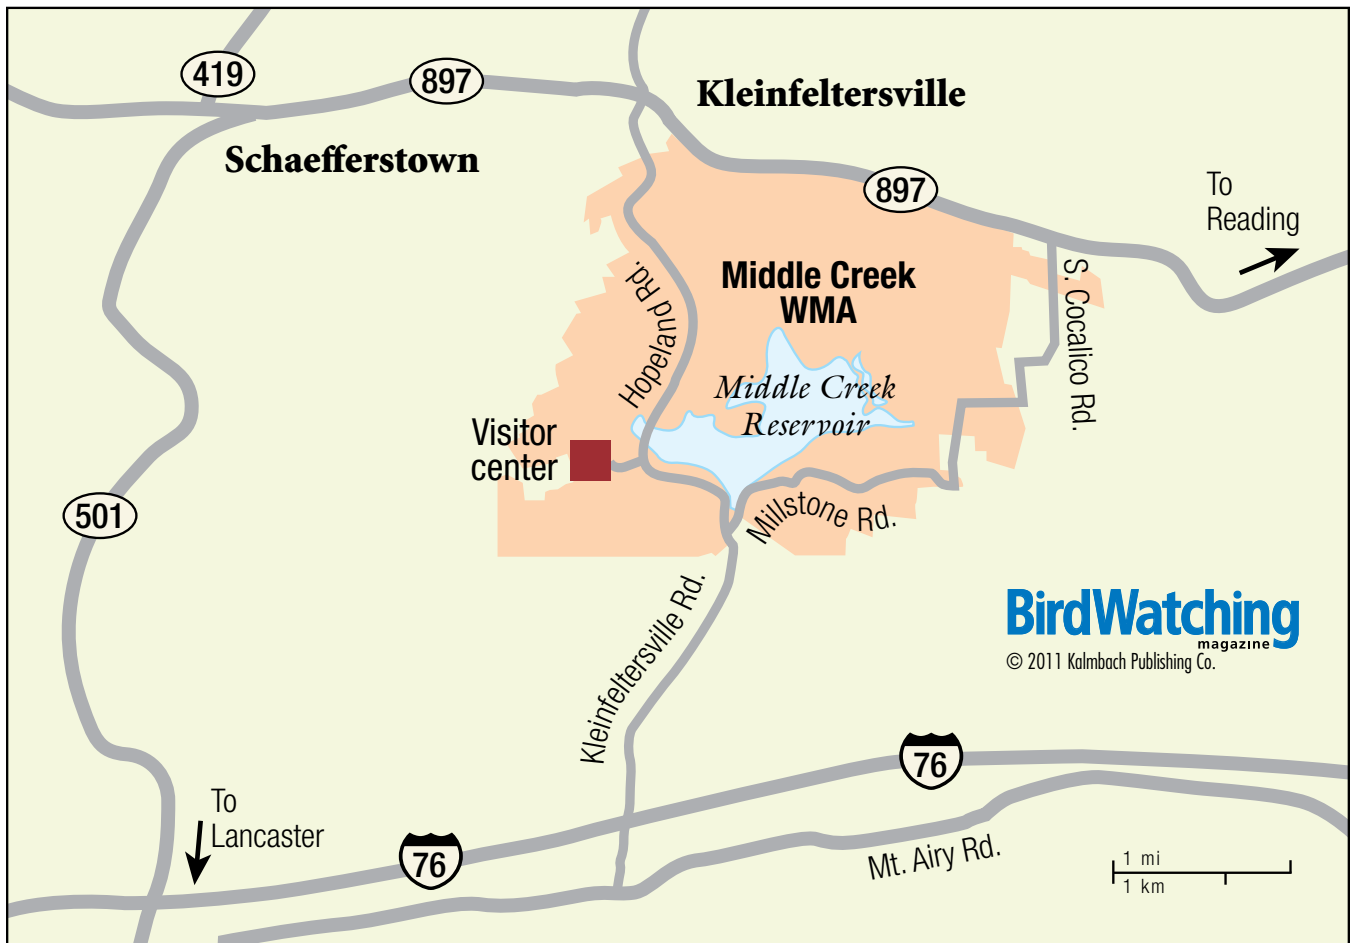 419
897
Kleinfeltersville
Schaefferstown
897
To
Reading
Middle Creek
WMA
Hopeland Rd.
S. Cocalico Rd.
Middle Creek
Reservoir
Visitor
center
501
Millstone Rd.
Kleinfeltersville Rd.
BirdWatching
magazine
© 2011 Kalmbach Publishing Co.
76
To
Lancaster
76
Mt. Airy Rd.
1 mi
1 km